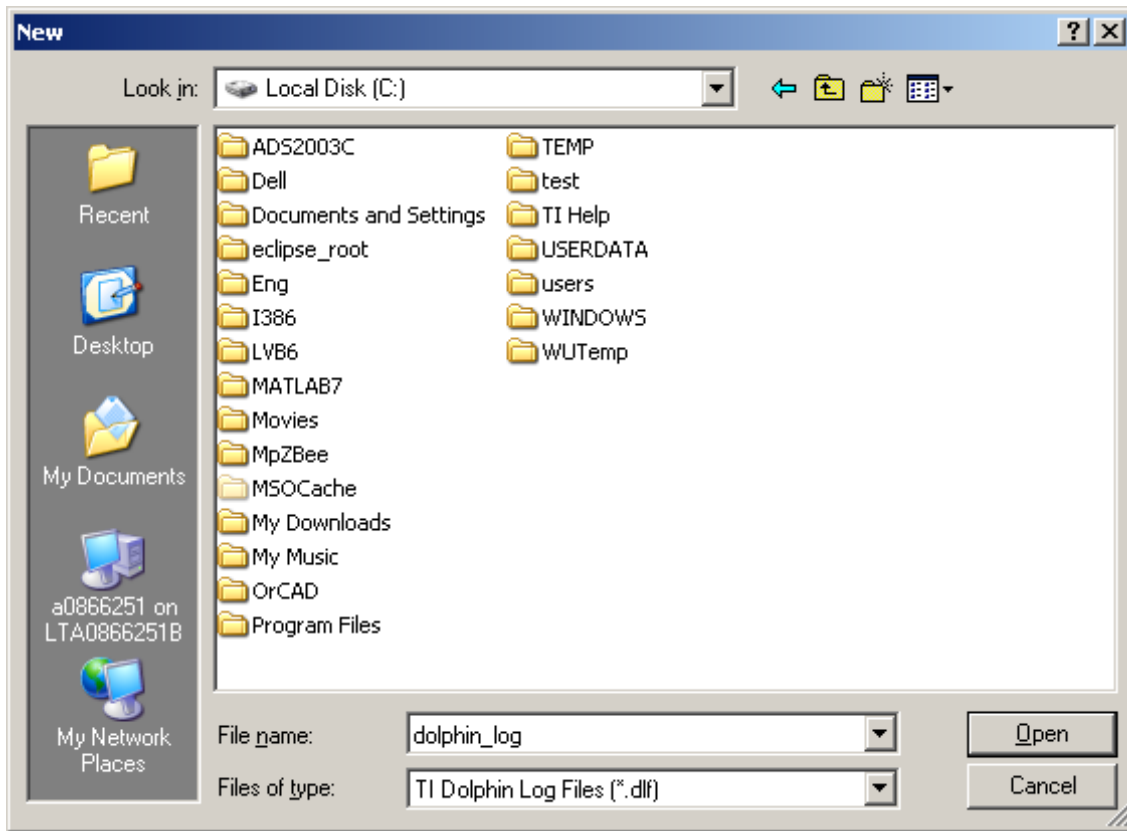 New
Look in: Local Disk (C:)
Recent
Desktop
My Documents
a0866251 on
LTA0866251B
My Network
Places
ADS2003C
Dell
Documents and Settings
eclipse_root
Eng
I386
LVB6
MATLAB7
Movies
MpZBee
MSOCache
My Downloads
My Music
OrCAD
Program Files
TEMP
test
TI Help
USERDATA
users
WINDOWS
WUTemp
File name: dolphin_log Open
Files of type: TI Dolphin Log Files (*.dlf) Cancel